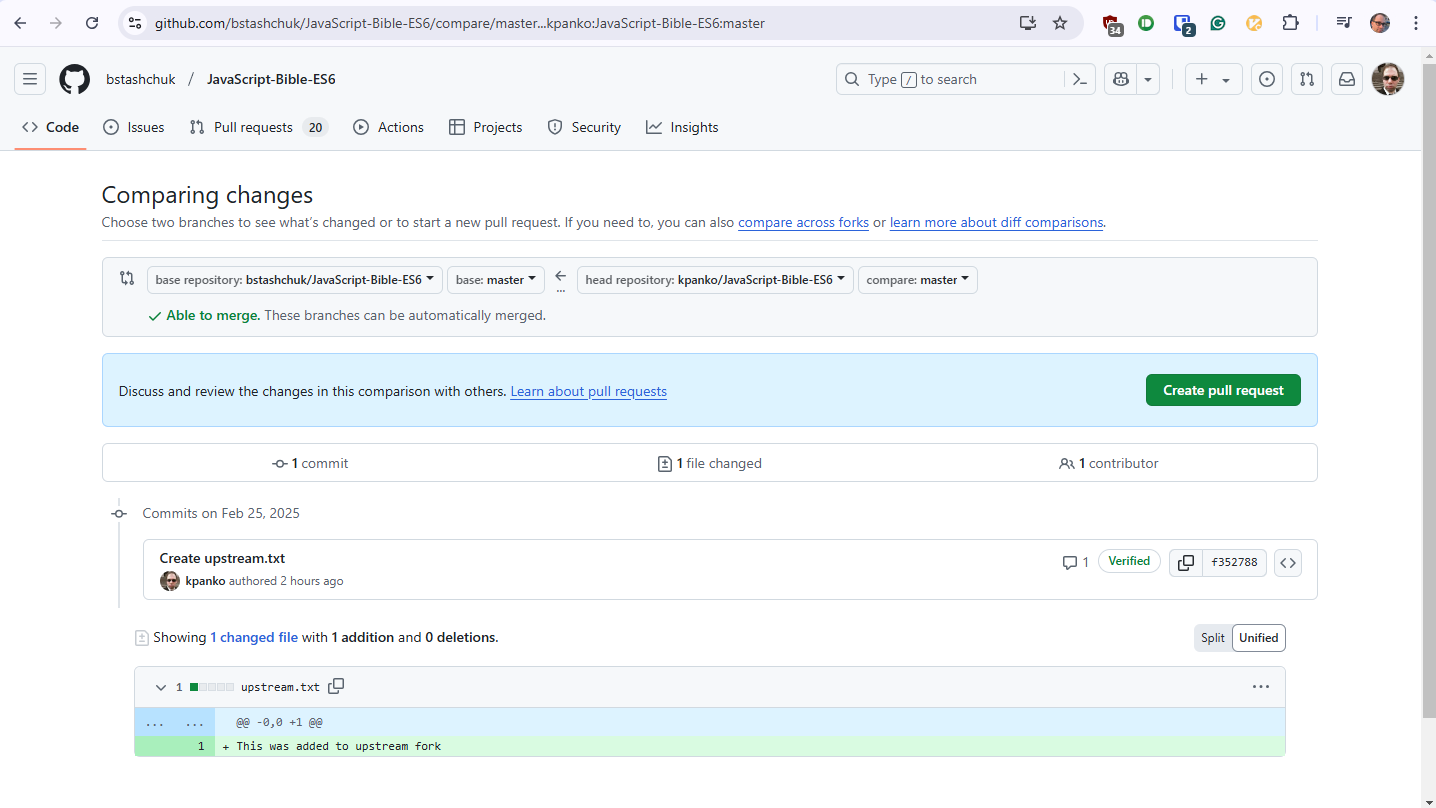 github.com/bstashchuk/JavaScript-Bible-ES6/compare/master...kpanko:JavaScript-Bible-ES6:master
34
2
bstashchuk / JavaScript-Bible-ES6
Type / to search
Code Issues Pull requests 20 Actions Projects Security Insights
Comparing changes
Choose two branches to see what's changed or to start a new pull request. If you need to, you can also compare across forks or learn more about diff comparisons.
base repository: bstashchuk/JavaScript-Bible-ES6 base: master ... head repository: kpanko/JavaScript-Bible-ES6 compare: master
Able to merge. These branches can be automatically merged.
Discuss and review the changes in this comparison with others. Learn about pull requests Create pull request
1 commit 1 file changed 1 contributor
Commits on Feb 25, 2025
Create upstream.txt
1 Verified f352788
kpanko authored 2 hours ago
Showing 1 changed file with 1 addition and 0 deletions.
Split Unified
1 upstream.txt
... ... @@ -0,0 +1 @@
1 + This was added to upstream fork